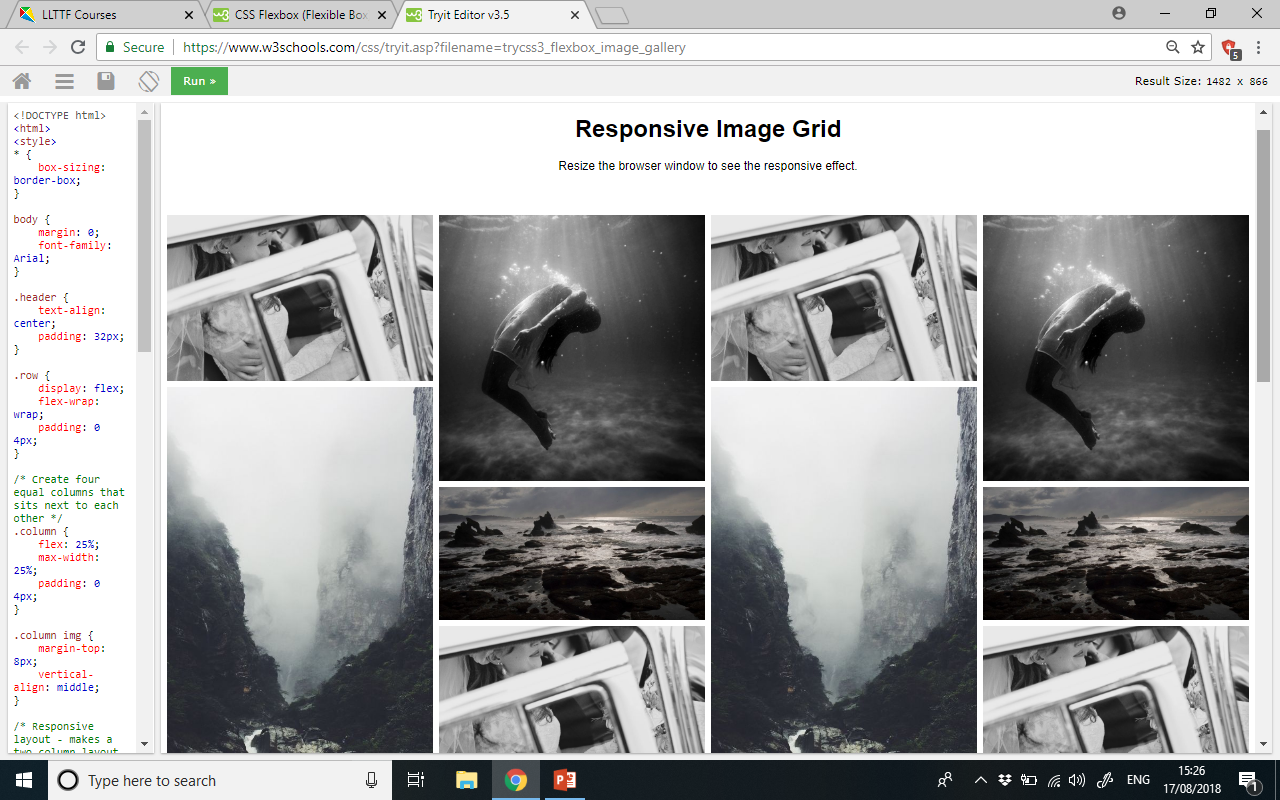 LLTTF Courses
CSS Flexbox (Flexible Box
Tryit Editor v3.5
Secure
https://www.w3schools.com/css/tryit.asp?filename=trycss3_flexbox_image_gallery
5
Run »
Result Size: 1482 x 866
<!DOCTYPE html>
<html>
<style>
* {
box-sizing:
border-box;
}
body {
margin: 0;
font-family:
Arial;
}
.header {
text-align:
center;
padding: 32px;
}
.row {
display: flex;
flex-wrap:
wrap;
padding: 0
4px;
}
/* Create four
equal columns that
sits next to each
other */
.column {
flex: 25%;
max-width:
25%;
padding: 0
4px;
}
.column img {
margin-top:
8px;
vertical-
align: middle;
}
/* Responsive
layout - makes a
two column layout
Responsive Image Grid
Resize the browser window to see the responsive effect.
Type here to search
ENG
15:26
17/08/2018
1